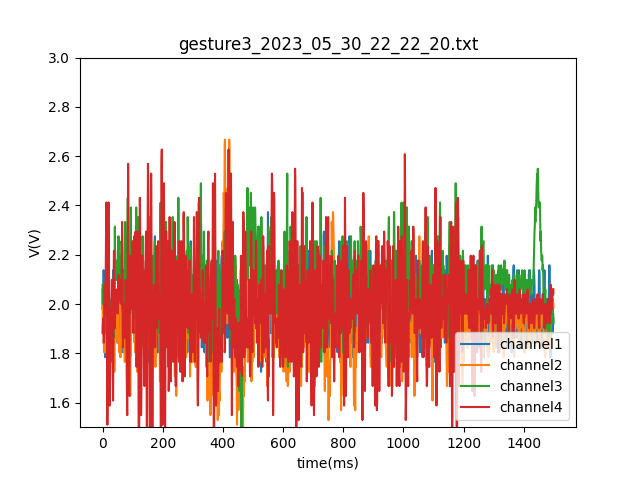 gesture3_2023_05_30_22_22_20.txt
3.0
2.8
2.6
2.4
2.2
2.0
1.8
1.6
V(V)
channel1
channel2
channel3
channel4
0 200 400 600 800 1000 1200 1400
time(ms)